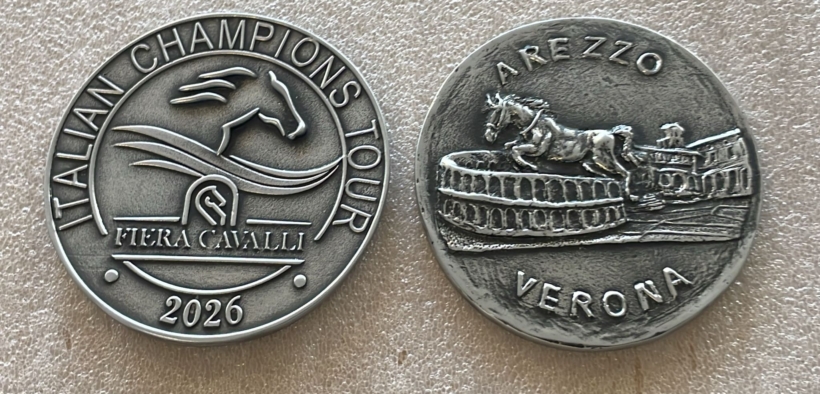 ITALIAN CHAMPIONS TOUR
FIERA CAVALLI
2026
AREZZO
VERONA